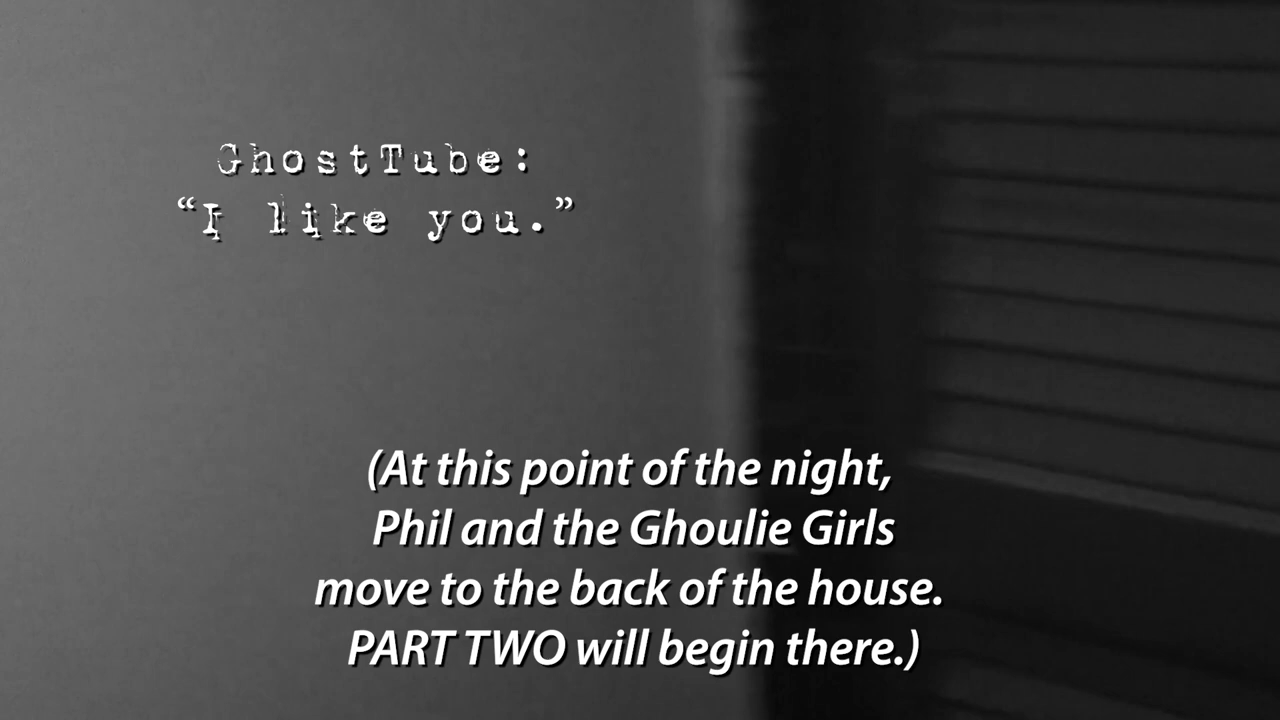 GhostTube:
“I like you.”
(At this point of the night,
Phil and the Ghoulie Girls
move to the back of the house.
PART TWO will begin there.)